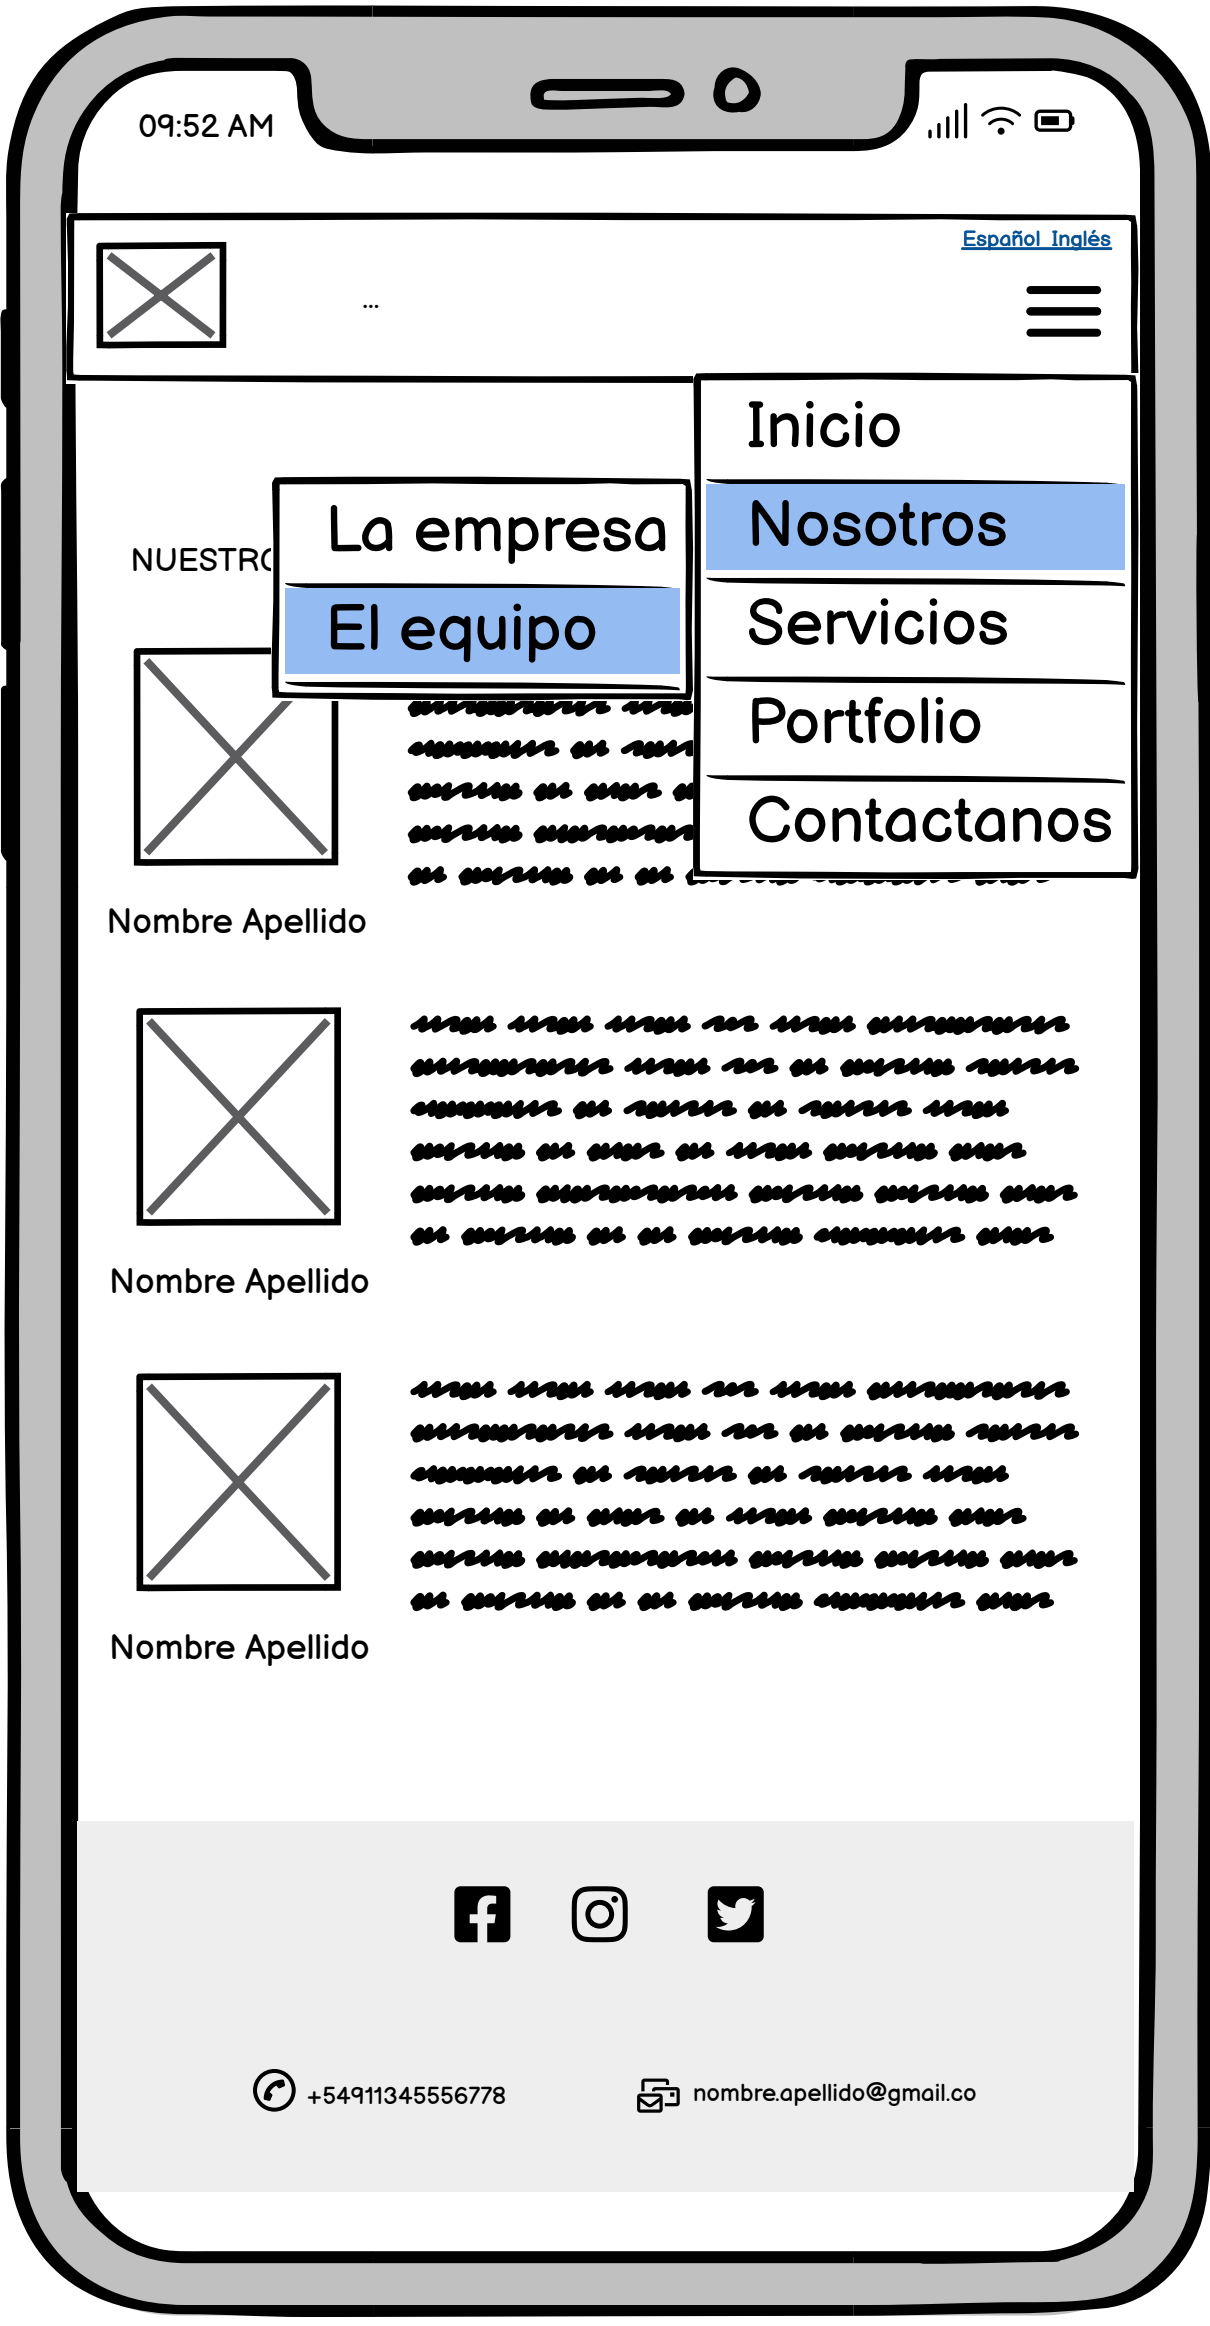 09:52 AM
Español Inglés
...
Inicio
Nosotros
Servicios
Portfolio
Contactanos
La empresa
El equipo
Nombre Apellido
Nombre Apellido
Nombre Apellido
+54911345556778
nombre.apellido@gmail.co